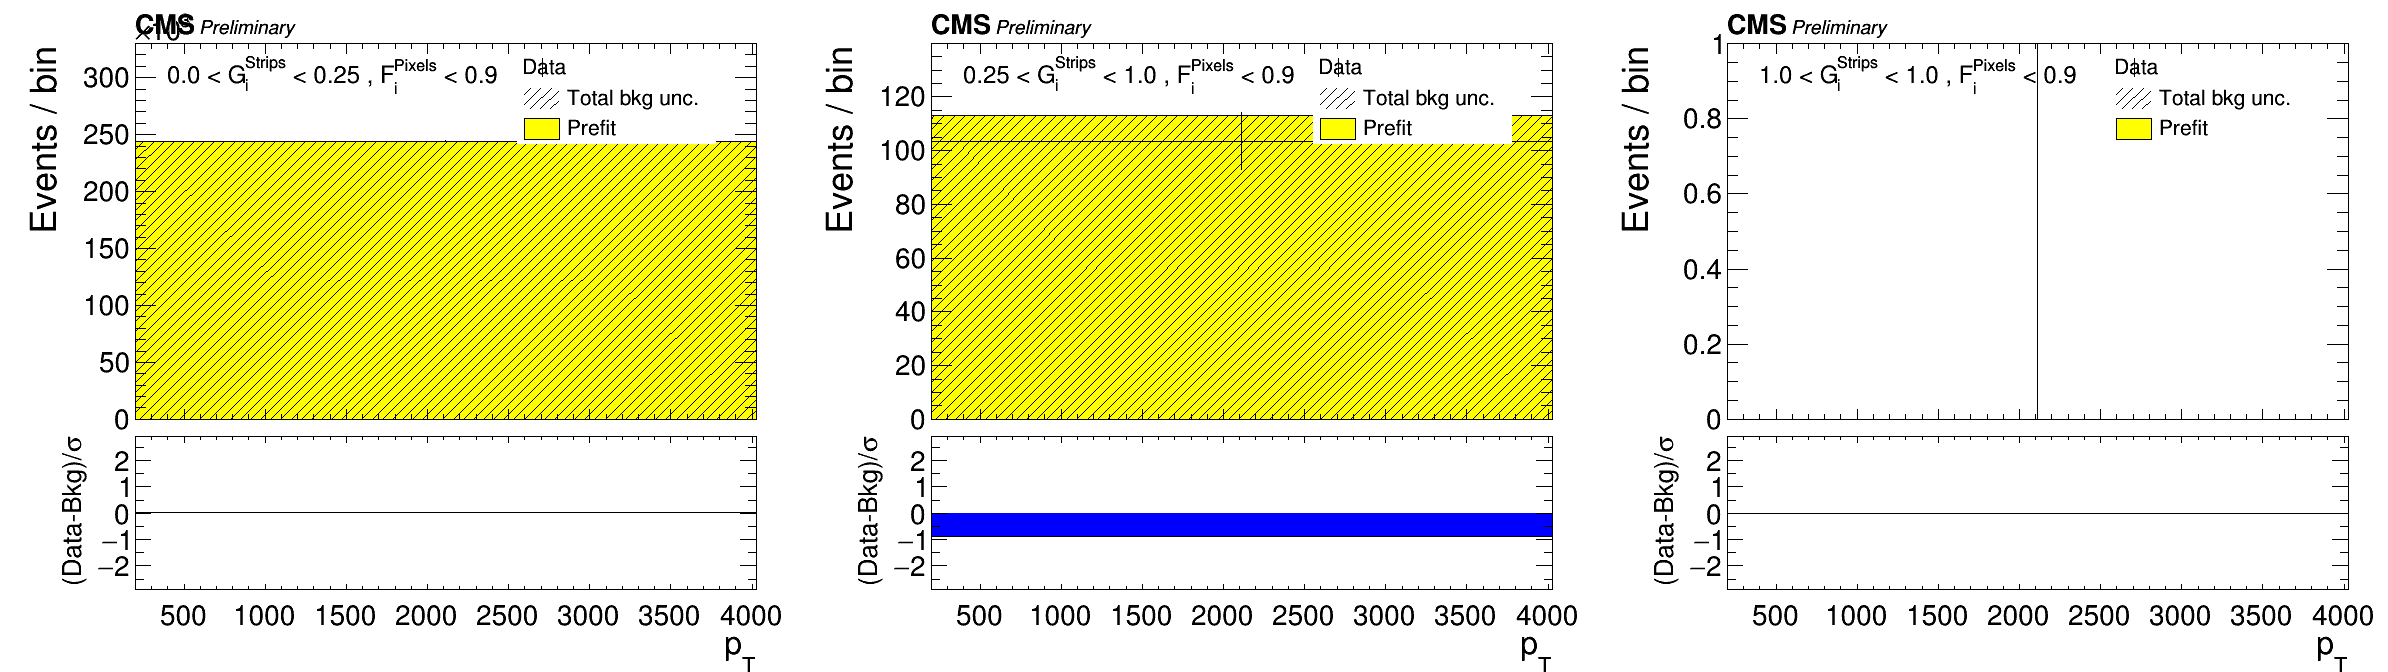 CMS Preliminary
×10³
Events / bin
0.0 < G_i^Strips < 0.25 , F_i^Pixels < 0.9
Data
Total bkg unc.
Prefit
300
250
200
150
100
50
0
(Data-Bkg)/σ
2
1
0
−1
−2
500 1000 1500 2000 2500 3000 3500 4000
p_T
CMS Preliminary
Events / bin
0.25 < G_i^Strips < 1.0 , F_i^Pixels < 0.9
Data
Total bkg unc.
Prefit
120
100
80
60
40
20
0
(Data-Bkg)/σ
2
1
0
−1
−2
500 1000 1500 2000 2500 3000 3500 4000
p_T
CMS Preliminary
Events / bin
1.0 < G_i^Strips < 1.0 , F_i^Pixels < 0.9
Data
Total bkg unc.
Prefit
1
0.8
0.6
0.4
0.2
0
(Data-Bkg)/σ
2
1
0
−1
−2
500 1000 1500 2000 2500 3000 3500 4000
p_T